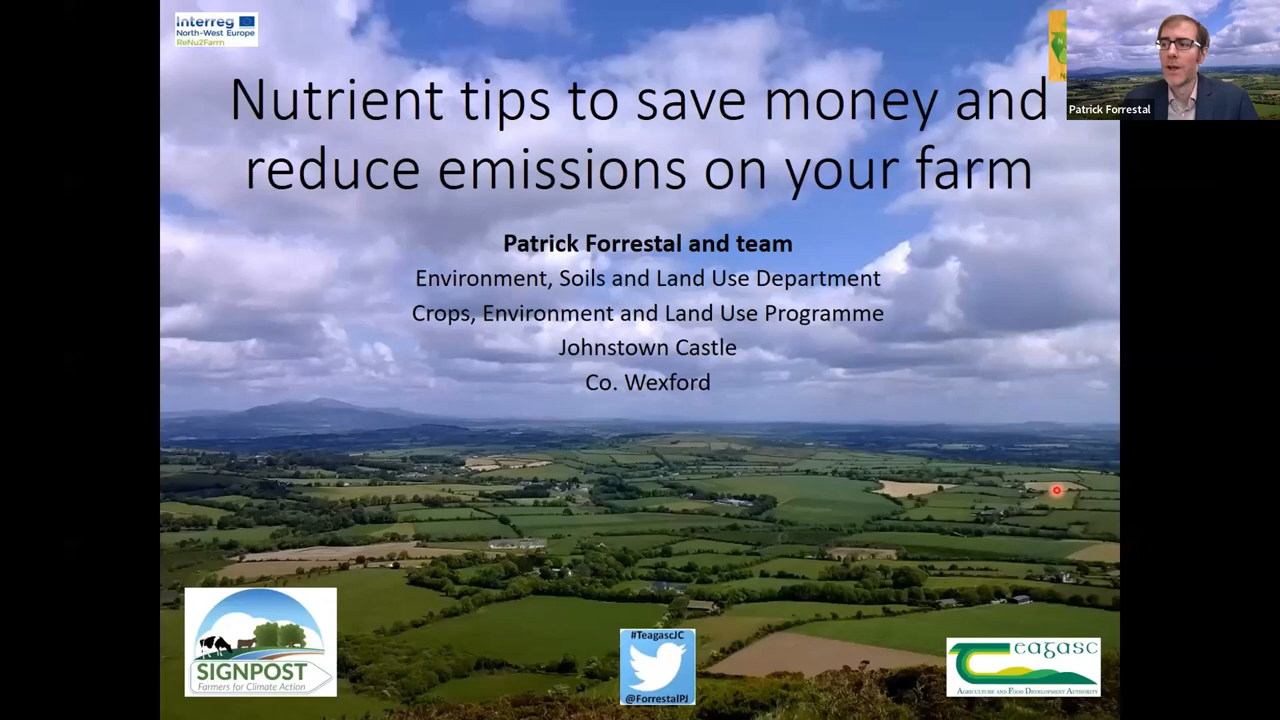 Interreg
North-West Europe
ReNu2Farm
Patrick Forrestal
Nutrient tips to save money and
reduce emissions on your farm
Patrick Forrestal and team
Environment, Soils and Land Use Department
Crops, Environment and Land Use Programme
Johnstown Castle
Co. Wexford
SIGNPOST
Farmers for Climate Action
#TeagascJC
@ForrestalPJ
Teagasc
Agriculture and Food Development Authority